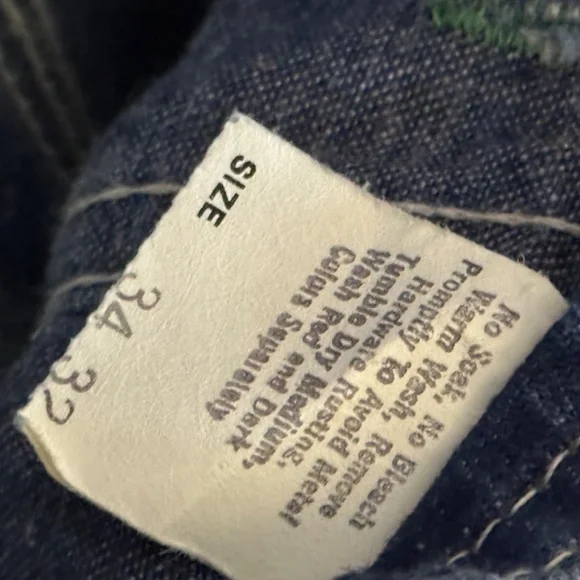 SIZE
34 32
No Soak, No Bleach
Warm Wash, Remove
Promptly To Avoid Metal
Hardware Rusting,
Tumble Dry Medium,
Wash Red and Dark
Colors Separately